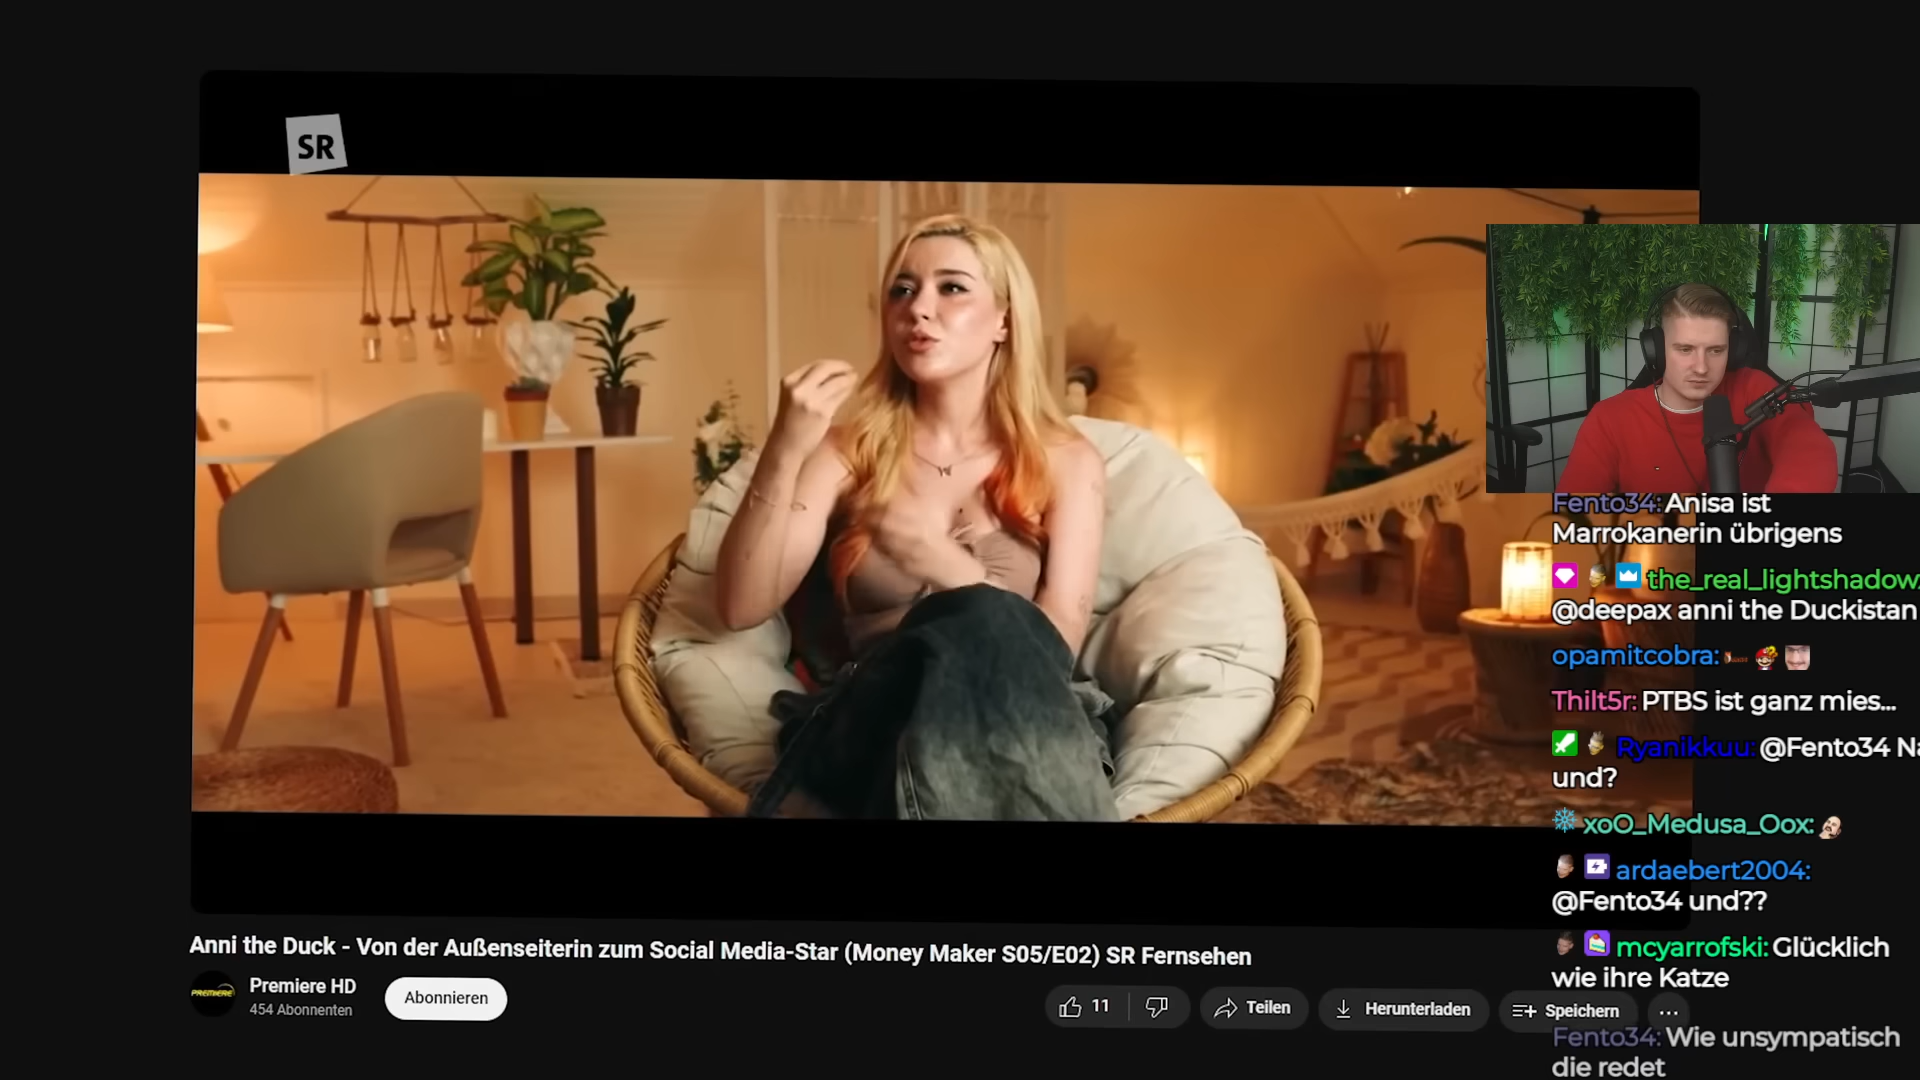 SR
Fento34: Anisa ist
Marrokanerin übrigens
the_real_lightshadow
@deepax anni the Duckistan
opamitcobra:
Thilt5r: PTBS ist ganz mies...
Ryanikkuu: @Fento34 Na
und?
xoO_Medusa_Oox:
ardaebert2004:
@Fento34 und??
mcyarrofski: Glücklich
wie ihre Katze
Fento34: Wie unsympatisch
die redet
Anni the Duck - Von der Außenseiterin zum Social Media-Star (Money Maker S05/E02) SR Fernsehen
PREMIERE
Premiere HD
454 Abonnenten
Abonnieren
11
Teilen
Herunterladen
Speichern